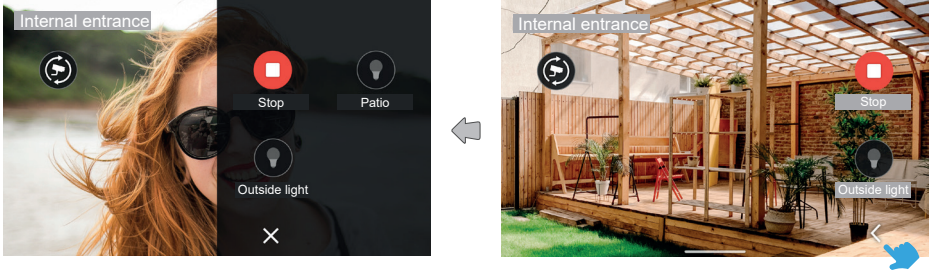 Internal entrance
Stop
Patio
Outside light
Internal entrance
Stop
Outside light